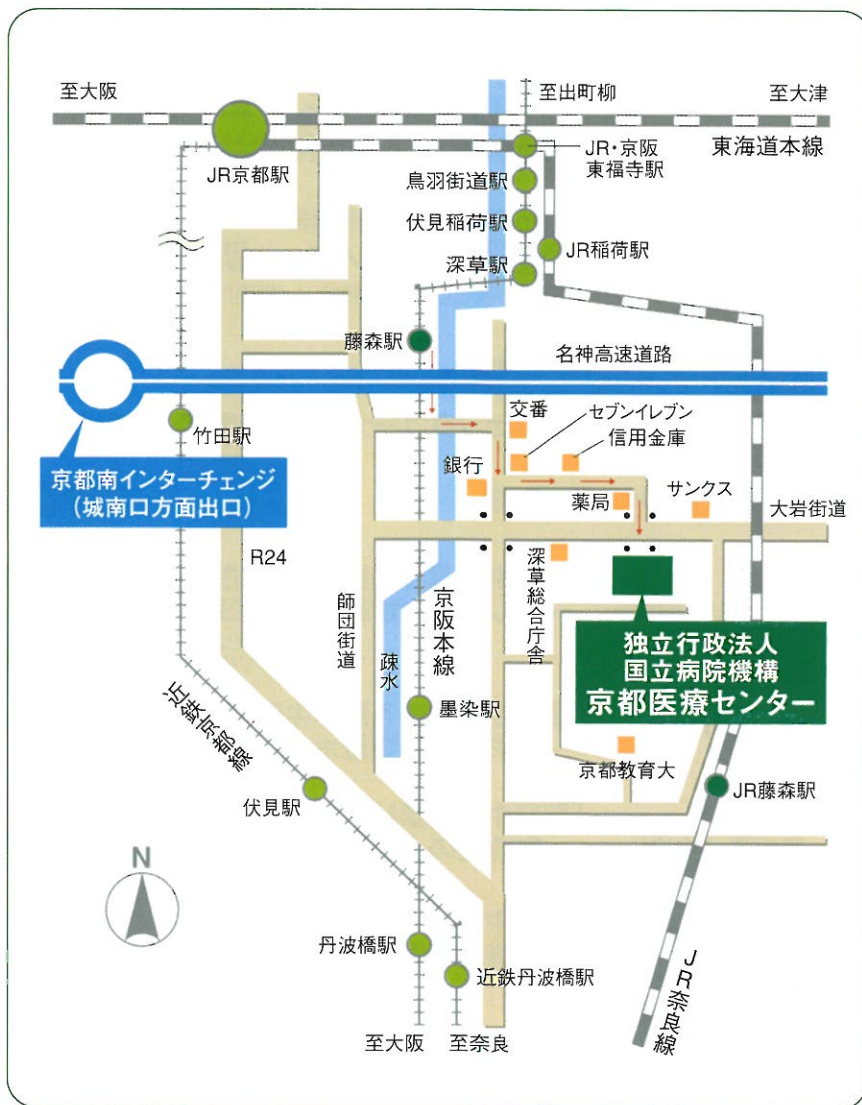 至大阪
至出町柳
至大津
東海道本線
JR京都駅
JR・京阪
東福寺駅
鳥羽街道駅
伏見稲荷駅
JR稲荷駅
深草駅
藤森駅
名神高速道路
竹田駅
交番
セブンイレブン
信用金庫
銀行
京都南インターチェンジ
(城南口方面出口)
薬局
サンクス
大岩街道
R24
師団街道
疏水
京阪本線
深草総合庁舎
独立行政法人
国立病院機構
京都医療センター
墨染駅
近鉄京都線
伏見駅
京都教育大
JR藤森駅
N
丹波橋駅
近鉄丹波橋駅
JR奈良線
至大阪
至奈良